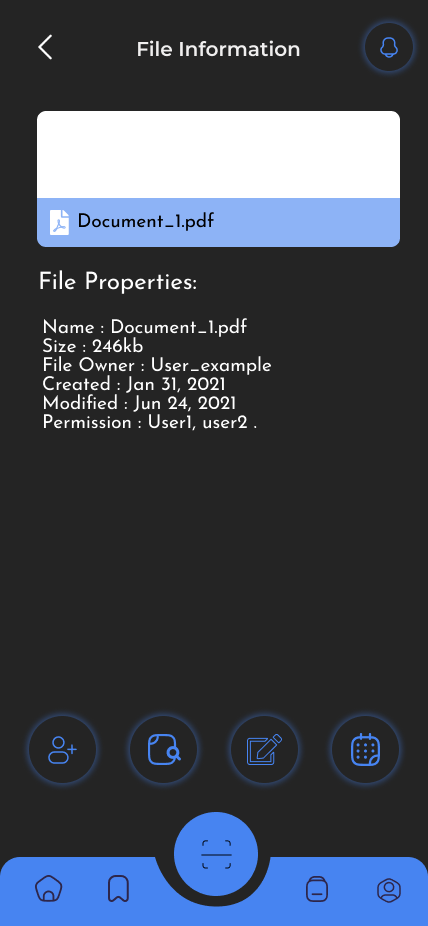 File Information
Document_1.pdf
File Properties:
Name : Document_1.pdf
Size : 246kb
File Owner : User_example
Created : Jan 31, 2021
Modified : Jun 24, 2021
Permission : User1, user2 .